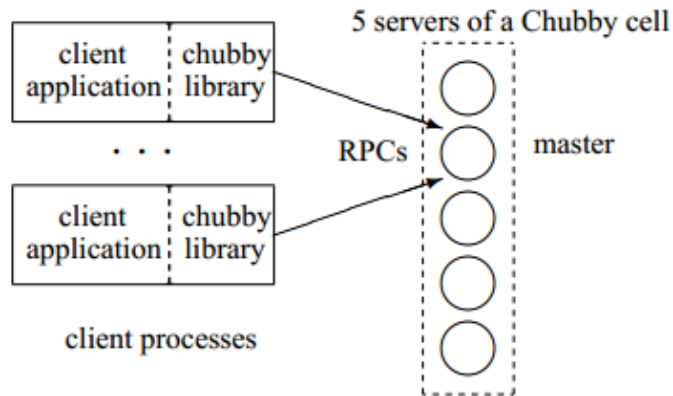 5 servers of a Chubby cell
client
application
chubby
library
. . .
RPCs
master
client
application
chubby
library
client processes